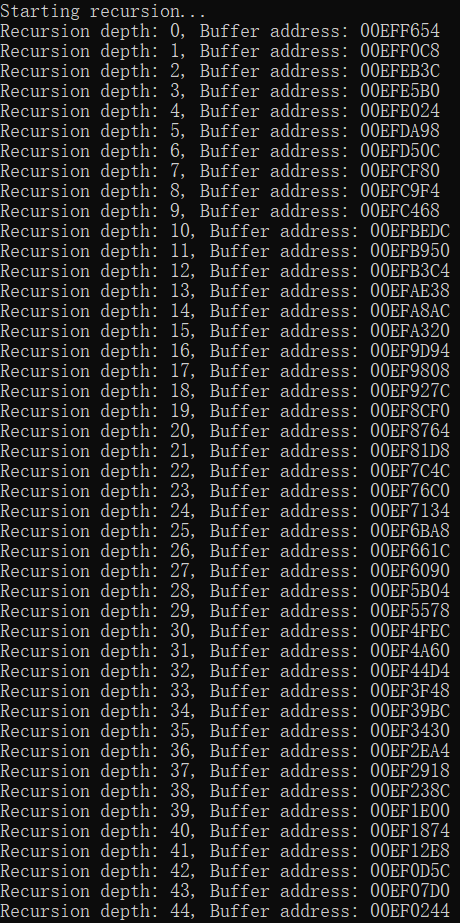 Starting recursion...
Recursion depth: 0, Buffer address: 00EFF654
Recursion depth: 1, Buffer address: 00EFF0C8
Recursion depth: 2, Buffer address: 00EFEB3C
Recursion depth: 3, Buffer address: 00EFE5B0
Recursion depth: 4, Buffer address: 00EFE024
Recursion depth: 5, Buffer address: 00EFDA98
Recursion depth: 6, Buffer address: 00EFD50C
Recursion depth: 7, Buffer address: 00EFCF80
Recursion depth: 8, Buffer address: 00EFC9F4
Recursion depth: 9, Buffer address: 00EFC468
Recursion depth: 10, Buffer address: 00EFBEDC
Recursion depth: 11, Buffer address: 00EFB950
Recursion depth: 12, Buffer address: 00EFB3C4
Recursion depth: 13, Buffer address: 00EFAE38
Recursion depth: 14, Buffer address: 00EFA8AC
Recursion depth: 15, Buffer address: 00EFA320
Recursion depth: 16, Buffer address: 00EF9D94
Recursion depth: 17, Buffer address: 00EF9808
Recursion depth: 18, Buffer address: 00EF927C
Recursion depth: 19, Buffer address: 00EF8CF0
Recursion depth: 20, Buffer address: 00EF8764
Recursion depth: 21, Buffer address: 00EF81D8
Recursion depth: 22, Buffer address: 00EF7C4C
Recursion depth: 23, Buffer address: 00EF76C0
Recursion depth: 24, Buffer address: 00EF7134
Recursion depth: 25, Buffer address: 00EF6BA8
Recursion depth: 26, Buffer address: 00EF661C
Recursion depth: 27, Buffer address: 00EF6090
Recursion depth: 28, Buffer address: 00EF5B04
Recursion depth: 29, Buffer address: 00EF5578
Recursion depth: 30, Buffer address: 00EF4FEC
Recursion depth: 31, Buffer address: 00EF4A60
Recursion depth: 32, Buffer address: 00EF44D4
Recursion depth: 33, Buffer address: 00EF3F48
Recursion depth: 34, Buffer address: 00EF39BC
Recursion depth: 35, Buffer address: 00EF3430
Recursion depth: 36, Buffer address: 00EF2EA4
Recursion depth: 37, Buffer address: 00EF2918
Recursion depth: 38, Buffer address: 00EF238C
Recursion depth: 39, Buffer address: 00EF1E00
Recursion depth: 40, Buffer address: 00EF1874
Recursion depth: 41, Buffer address: 00EF12E8
Recursion depth: 42, Buffer address: 00EF0D5C
Recursion depth: 43, Buffer address: 00EF07D0
Recursion depth: 44, Buffer address: 00EF0244